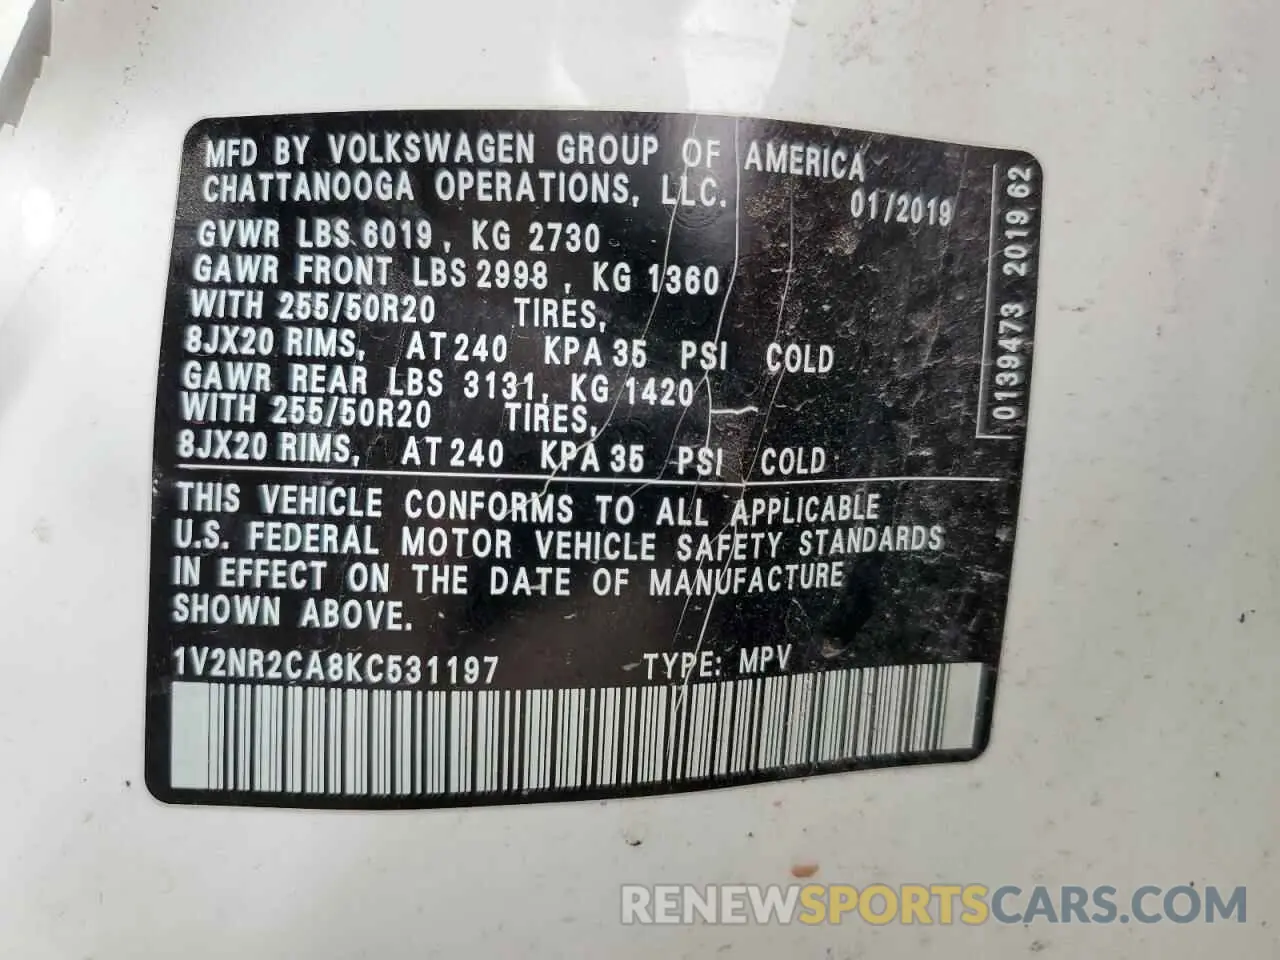 MFD BY VOLKSWAGEN GROUP OF AMERICA
CHATTANOOGA OPERATIONS, LLC.
01/2019
GVWR LBS 6019, KG 2730
GAWR FRONT LBS 2998, KG 1360
WITH 255/50R20 TIRES,
8JX20 RIMS, AT 240 KPA 35 PSI COLD
GAWR REAR LBS 3131, KG 1420
WITH 255/50R20 TIRES,
8JX20 RIMS, AT 240 KPA 35 PSI COLD
THIS VEHICLE CONFORMS TO ALL APPLICABLE
U.S. FEDERAL MOTOR VEHICLE SAFETY STANDARDS
IN EFFECT ON THE DATE OF MANUFACTURE
SHOWN ABOVE.
1V2NR2CA8KC531197 TYPE: MPV
0139473 2019 62
RENEWSPORTSCARS.COM